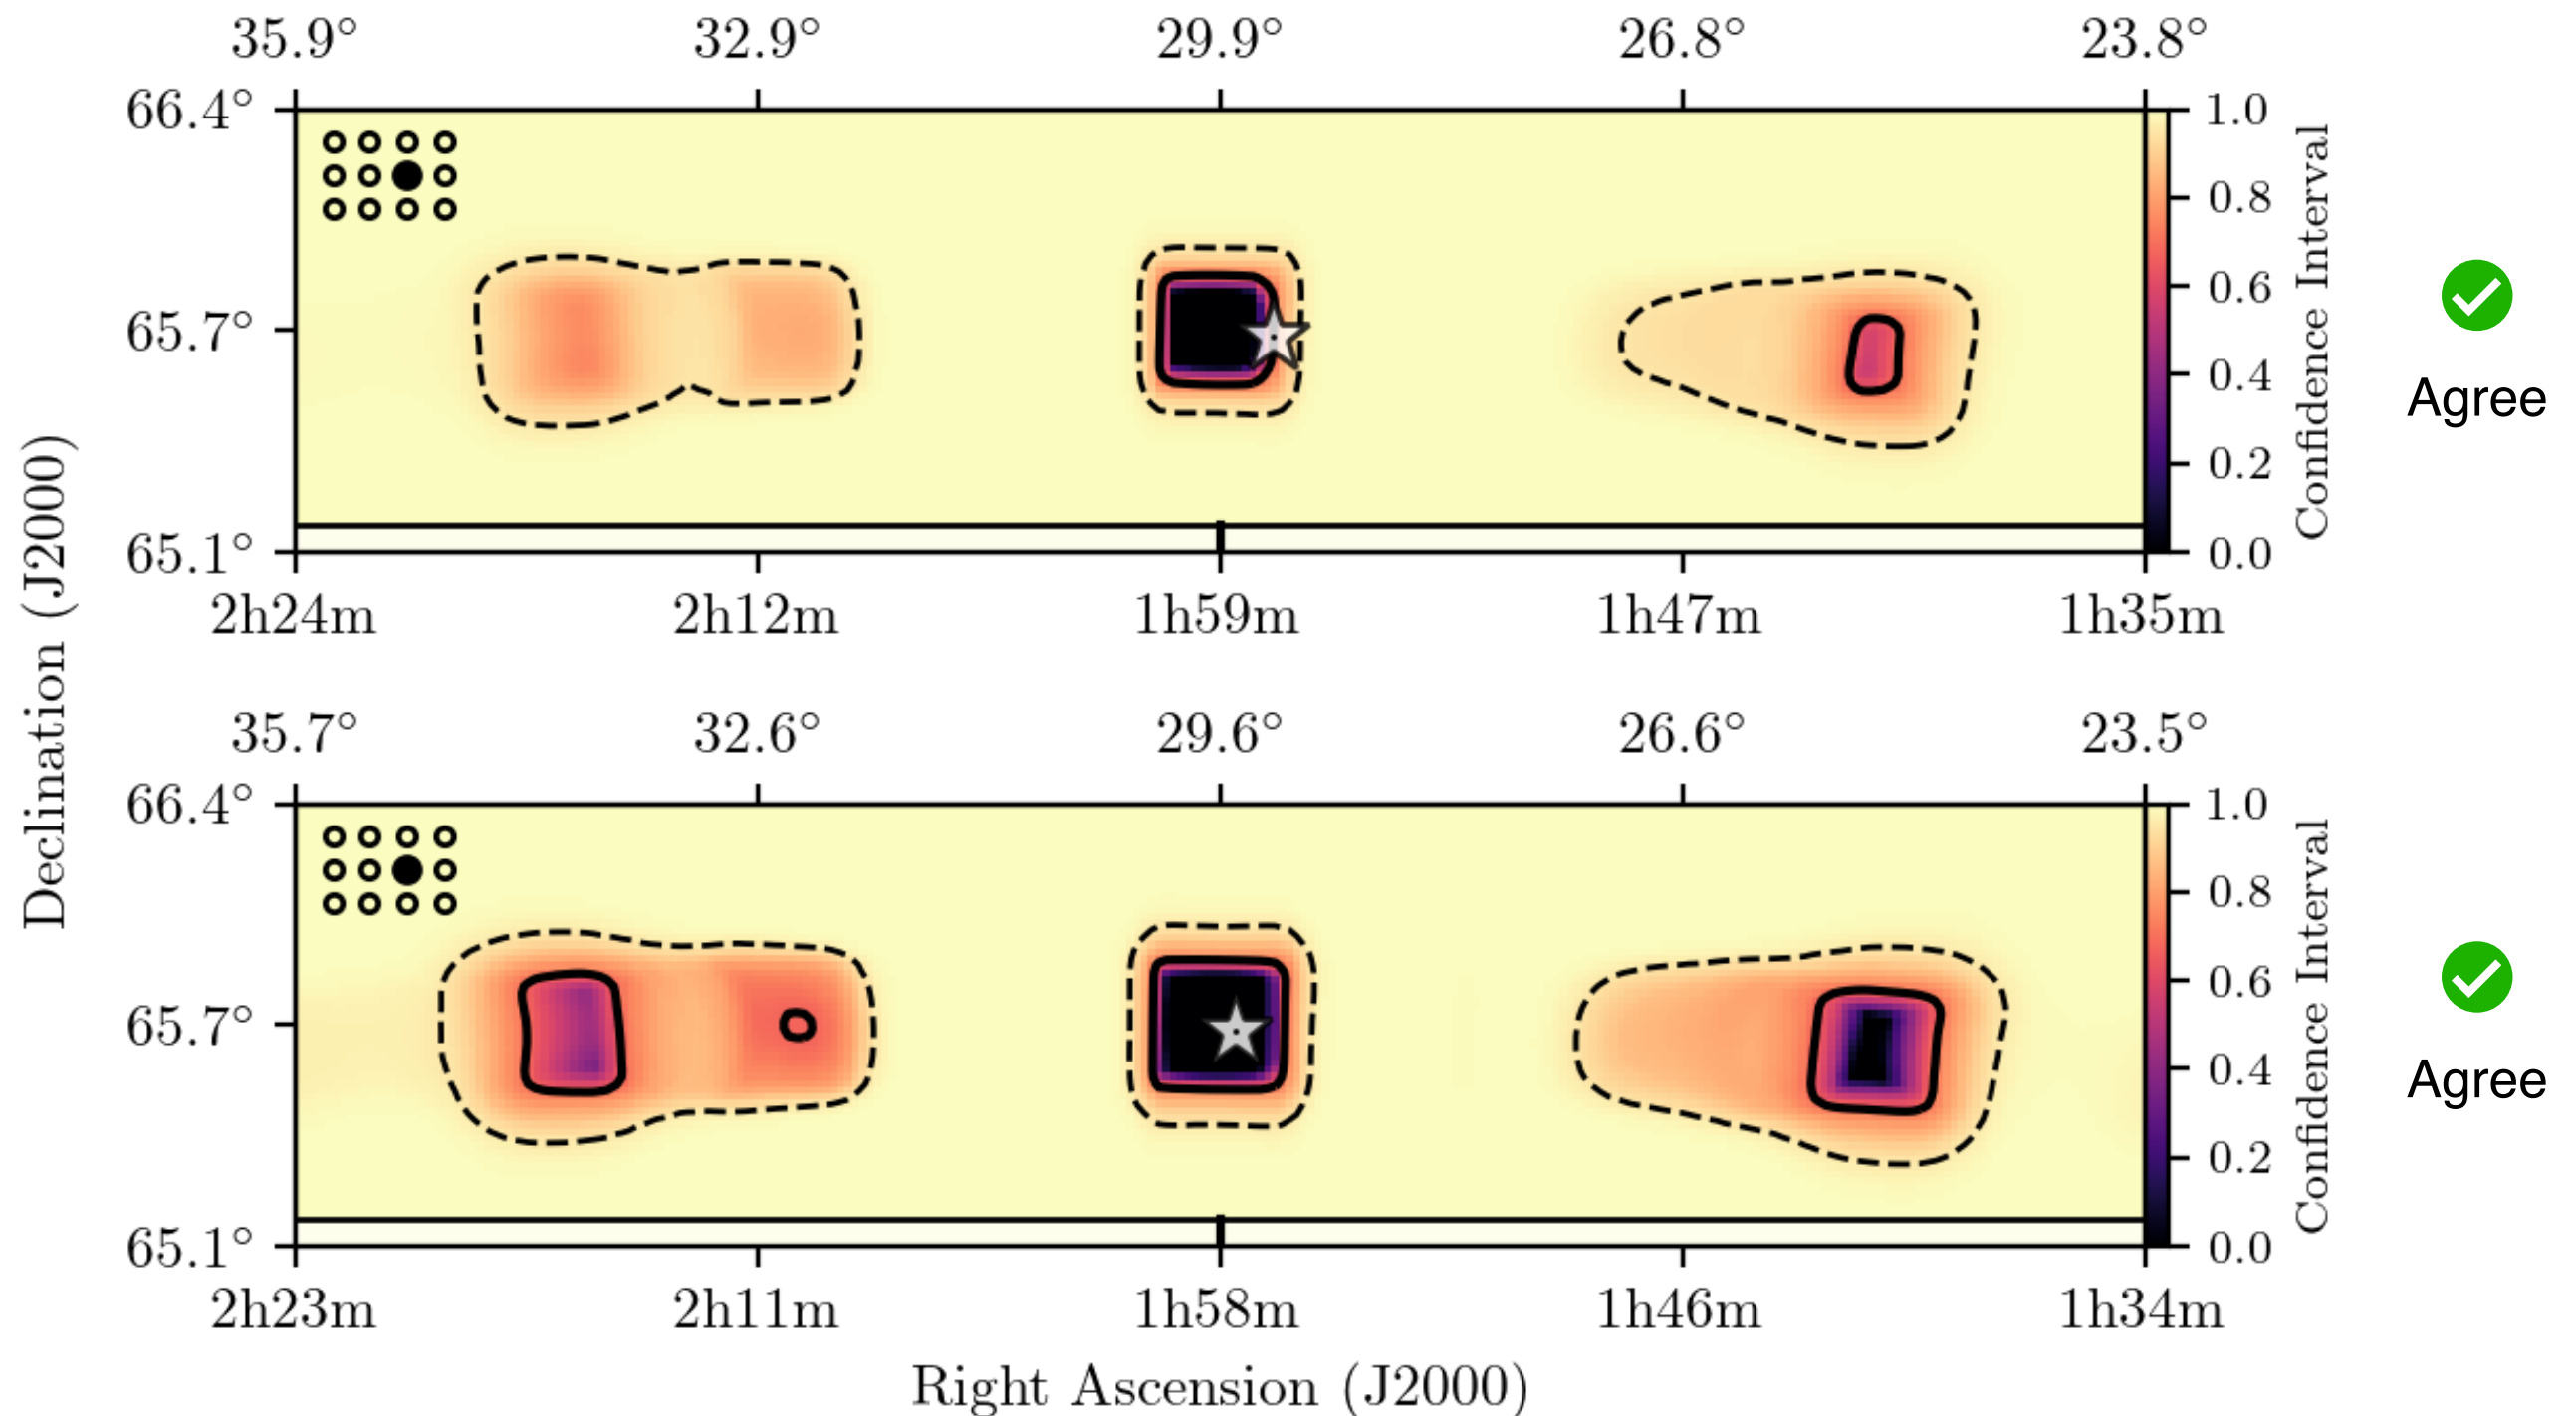 35.9° 32.9° 29.9° 26.8° 23.8°
66.4°
65.7°
65.1°
1.0
0.8
0.6
0.4
0.2
0.0
Confidence Interval
Agree
2h24m 2h12m 1h59m 1h47m 1h35m
Declination (J2000)
35.7° 32.6° 29.6° 26.6° 23.5°
66.4°
65.7°
65.1°
1.0
0.8
0.6
0.4
0.2
0.0
Confidence Interval
Agree
2h23m 2h11m 1h58m 1h46m 1h34m
Right Ascension (J2000)